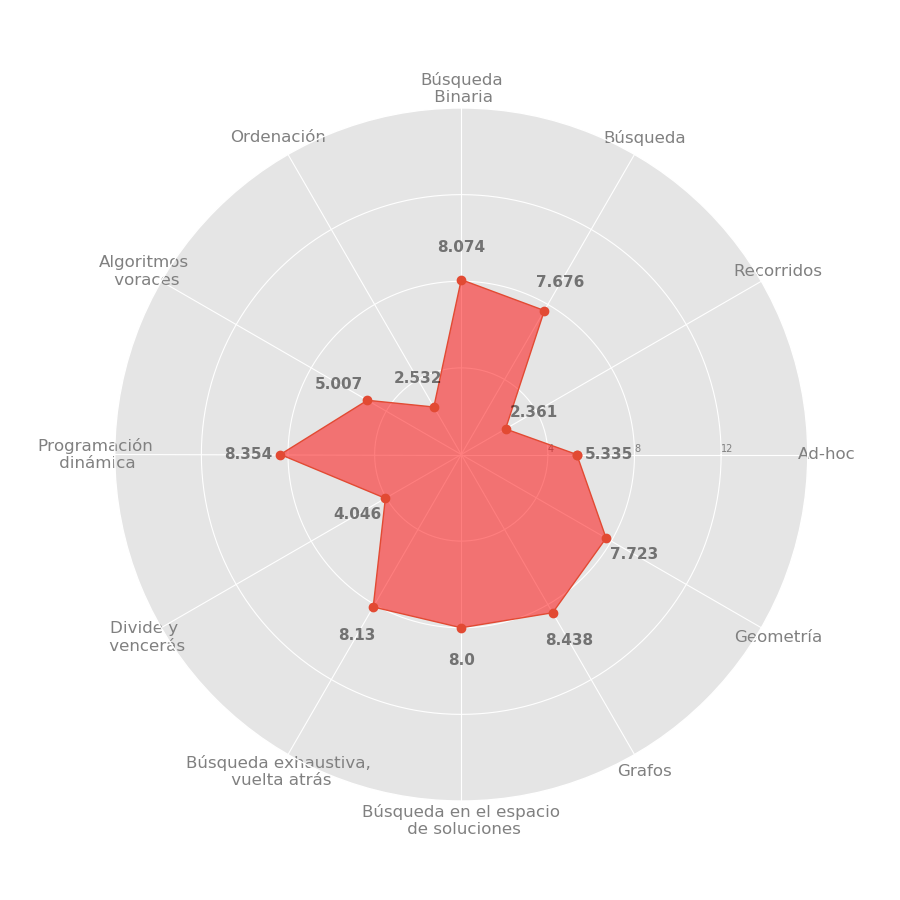 Búsqueda
Binaria
Ordenación
Búsqueda
Algoritmos
voraces
Recorridos
8.074
7.676
5.007
2.532
2.361
Programación
dinámica
8.354
4
5.335
8
12
Ad-hoc
4.046
7.723
Divide y
vencerás
8.13
8.0
8.438
Geometría
Búsqueda exhaustiva,
vuelta atrás
Grafos
Búsqueda en el espacio
de soluciones